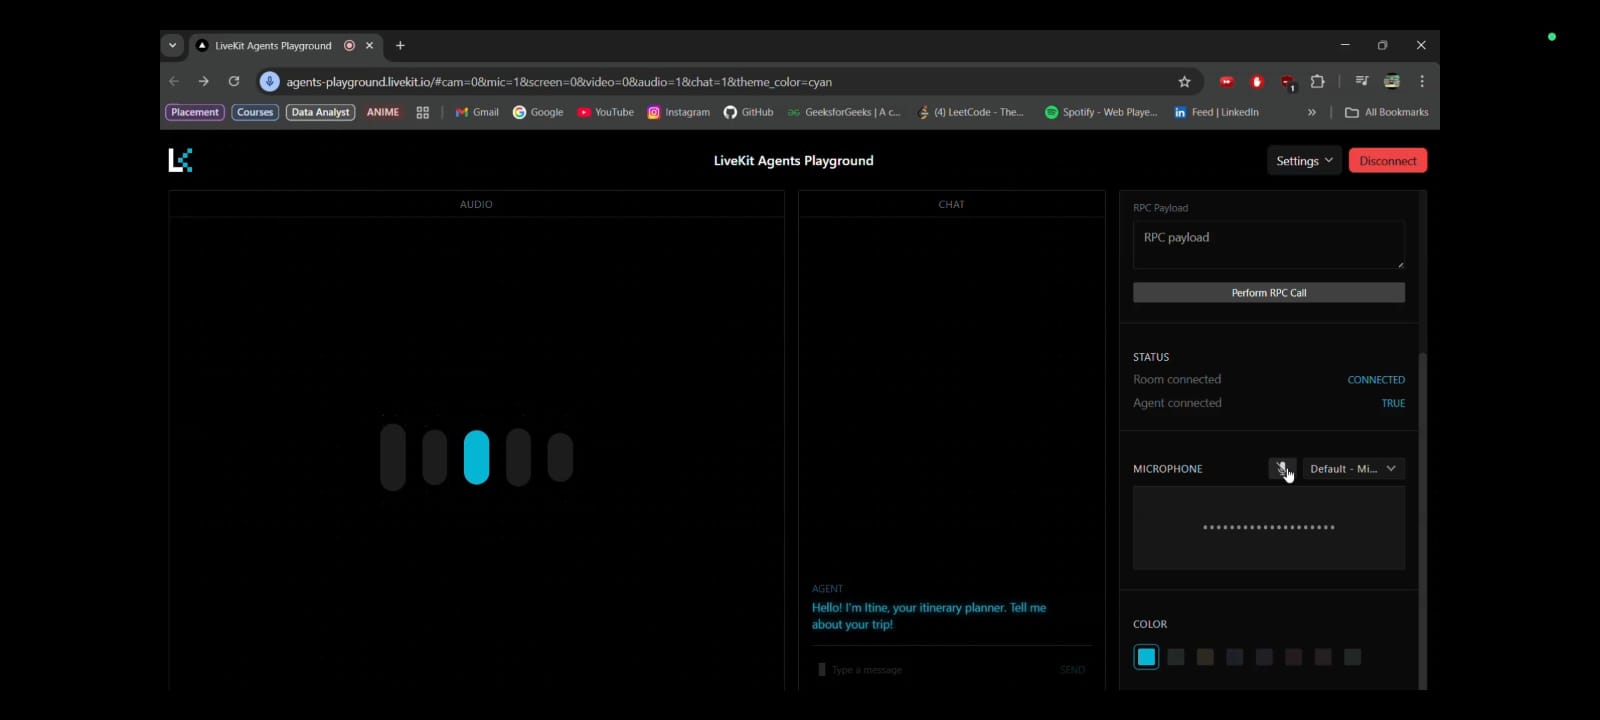 LiveKit Agents Playground
agents-playground.livekit.io/#cam=0&mic=1&screen=0&video=0&audio=1&chat=1&theme_color=cyan
1
Placement Courses Data Analyst ANIME Gmail Google YouTube Instagram GitHub GeeksforGeeks | A c... (4) LeetCode - The... Spotify - Web Playe... Feed | LinkedIn » All Bookmarks
LiveKit Agents Playground
Settings Disconnect
AUDIO
CHAT
Agent
Hello! I'm Itine, your itinerary planner. Tell me
about your trip!
Type a message SEND
RPC Payload
RPC payload
Perform RPC Call
STATUS
Room connected CONNECTED
Agent connected TRUE
MICROPHONE Default - Mi...
COLOR